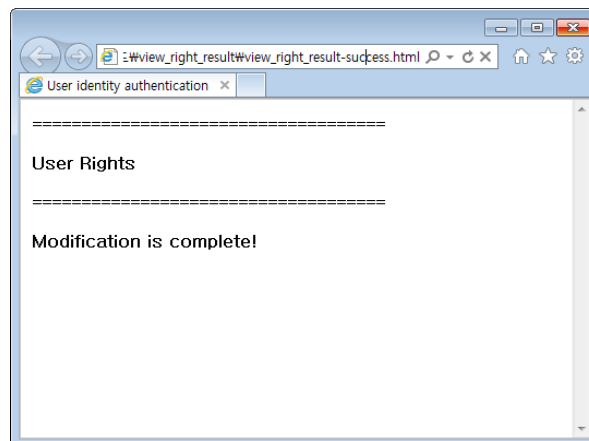 :₩view_right_result₩view_right_result-success.html
User identity authentication
===================================
User Rights
===================================
Modification is complete!